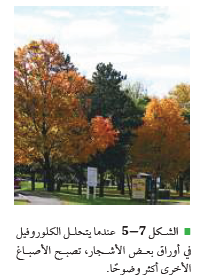 ■ الشكل 7–5 عندما يتحلل الكلوروفيل
في أوراق بعض الأشجار، تصبح الأصباغ
الأخرى أكثر وضوحًا.